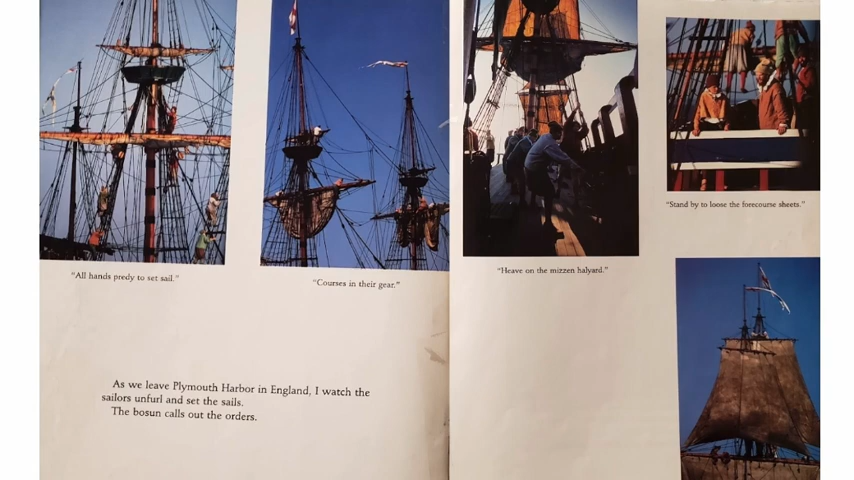 "All hands predy to set sail."
"Courses in their gear."
As we leave Plymouth Harbor in England, I watch the
sailors unfurl and set the sails.
The bosun calls out the orders.
"Heave on the mizzen halyard."
"Stand by to loose the forecourse sheets."